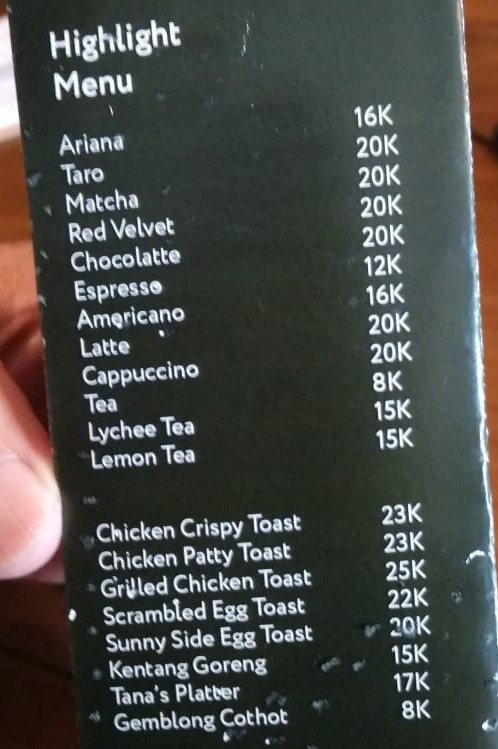 Highlight
Menu
Ariana 16K
Taro 20K
Matcha 20K
Red Velvet 20K
Chocolatte 20K
Espresso 12K
Americano 16K
Latte 20K
Cappuccino 20K
Tea 8K
Lychee Tea 15K
Lemon Tea 15K
Chicken Crispy Toast 23K
Chicken Patty Toast 23K
Grilled Chicken Toast 25K
Scrambled Egg Toast 22K
Sunny Side Egg Toast 20K
Kentang Goreng 15K
Tana's Platter 17K
Gemblong Cothot 8K